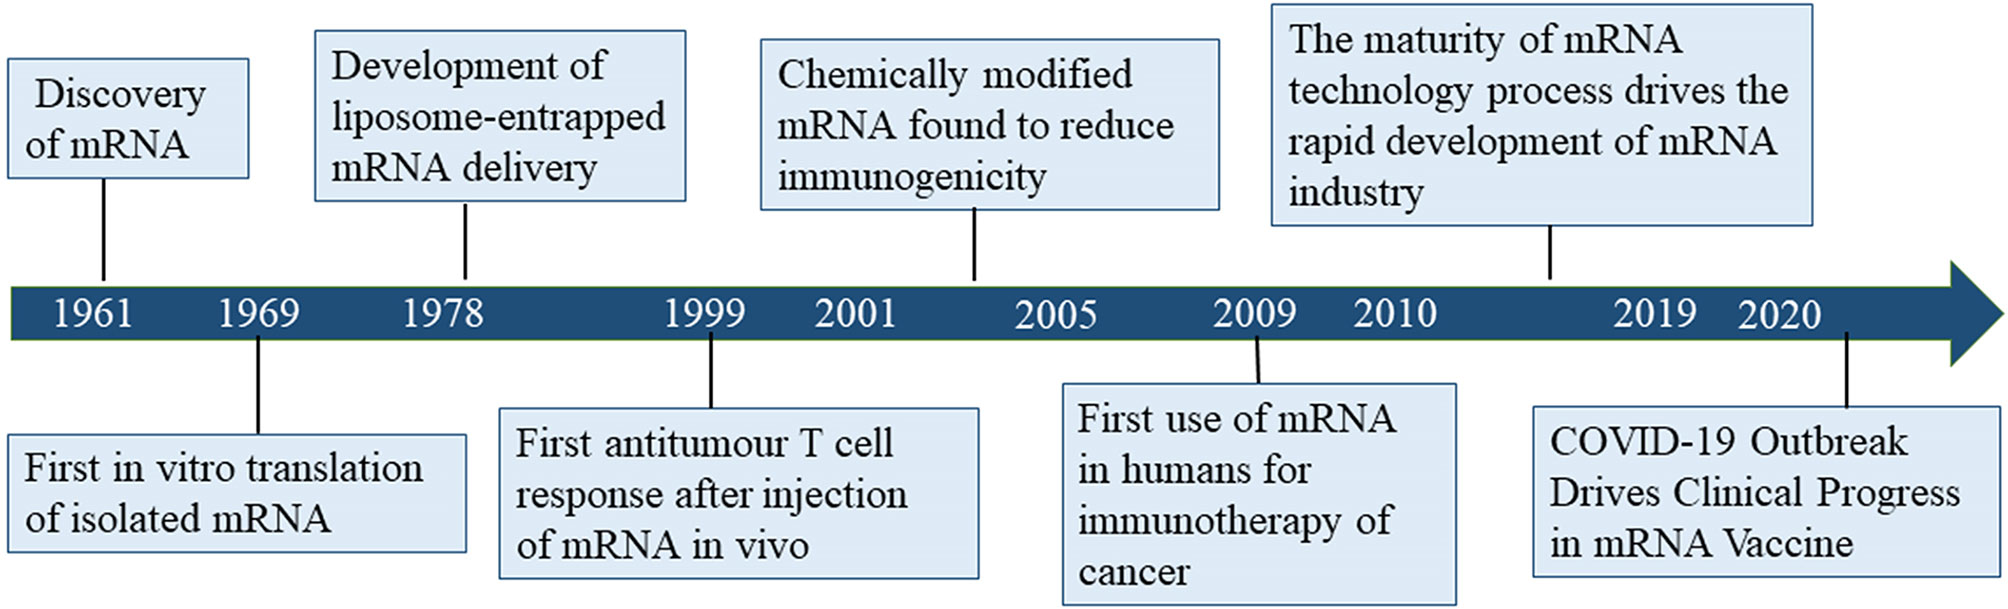 Discovery
of mRNA
Development of
liposome-entrapped
mRNA delivery
Chemically modified
mRNA found to reduce
immunogenicity
The maturity of mRNA
technology process drives the
rapid development of mRNA
industry
1961 1969 1978 1999 2001 2005 2009 2010 2019 2020
First in vitro translation
of isolated mRNA
First antitumour T cell
response after injection
of mRNA in vivo
First use of mRNA
in humans for
immunotherapy of
cancer
COVID-19 Outbreak
Drives Clinical Progress
in mRNA Vaccine